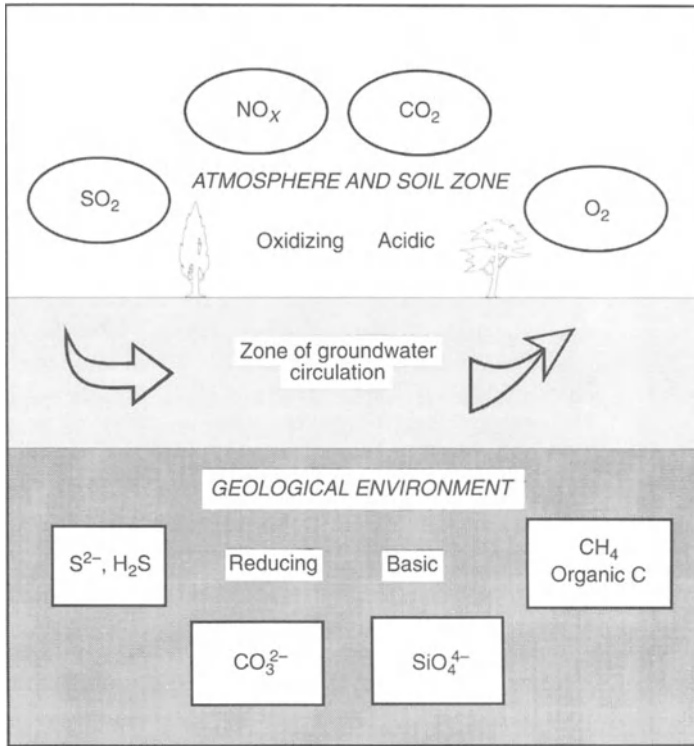 NOₓ
CO₂
SO₂
ATMOSPHERE AND SOIL ZONE
O₂
Oxidizing
Acidic
Zone of groundwater
circulation
GEOLOGICAL ENVIRONMENT
S²⁻, H₂S
Reducing
Basic
CH₄
Organic C
CO₃²⁻
SiO₄⁴⁻